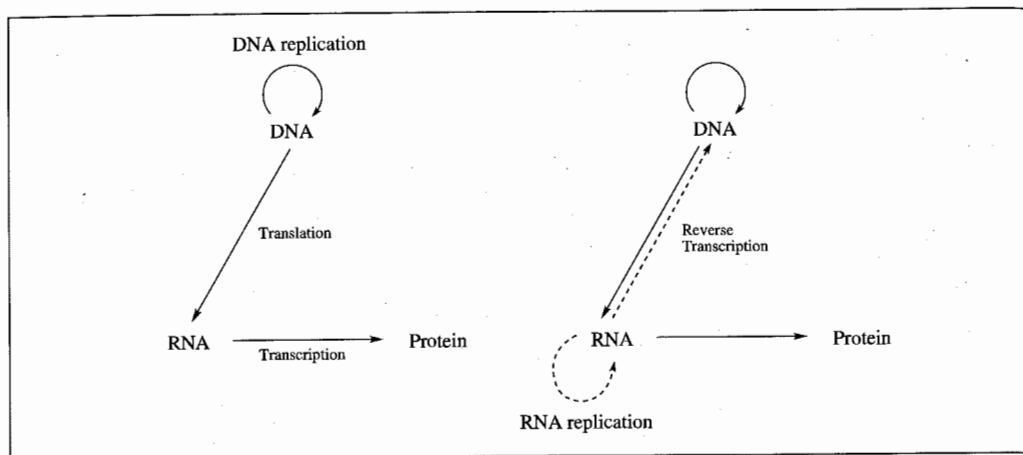 DNA replication
DNA
Translation
RNA
Transcription
Protein
DNA
Reverse
Transcription
RNA
Protein
RNA replication